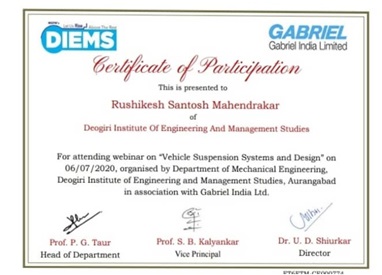 DIEMS
GABRIEL
Gabriel India Limited
Certificate of Participation
This is presented to
Rushikesh Santosh Mahendrakar
of
Deogiri Institute Of Engineering And Management Studies
For attending webinar on "Vehicle Suspension Systems and Design" on
06/07/2020, organised by Department of Mechanical Engineering,
Deogiri Institute of Engineering and Management Studies, Aurangabad
in association with Gabriel India Ltd.
Prof. P. G. Taur
Head of Department
Prof. S. B. Kalyankar
Vice Principal
Dr. U. D. Shiurkar
Director